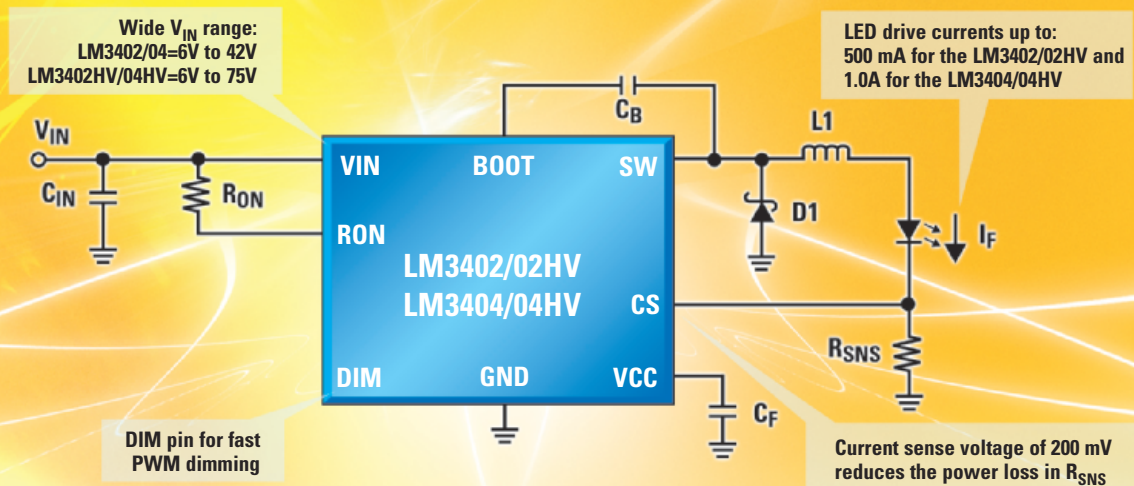 Wide VIN range:
LM3402/04=6V to 42V
LM3402HV/04HV=6V to 75V
LED drive currents up to:
500 mA for the LM3402/02HV and
1.0A for the LM3404/04HV
CB
L1
VIN
VIN
BOOT
SW
CIN
RON
D1
IF
RON
LM3402/02HV
LM3404/04HV
CS
RSNS
DIM
GND
VCC
CF
DIM pin for fast
PWM dimming
Current sense voltage of 200 mV
reduces the power loss in RSNS